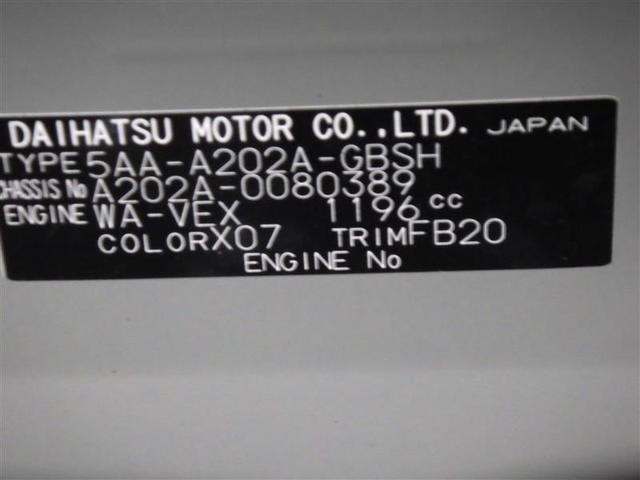 DAIHATSU MOTOR CO.,LTD. JAPAN
TYPE 5AA-A202A-GBSH
CHASSIS No A202A-0080389
ENGINE WA-VEX 1196 cc
COLOR X07 TRIM FB20
ENGINE No